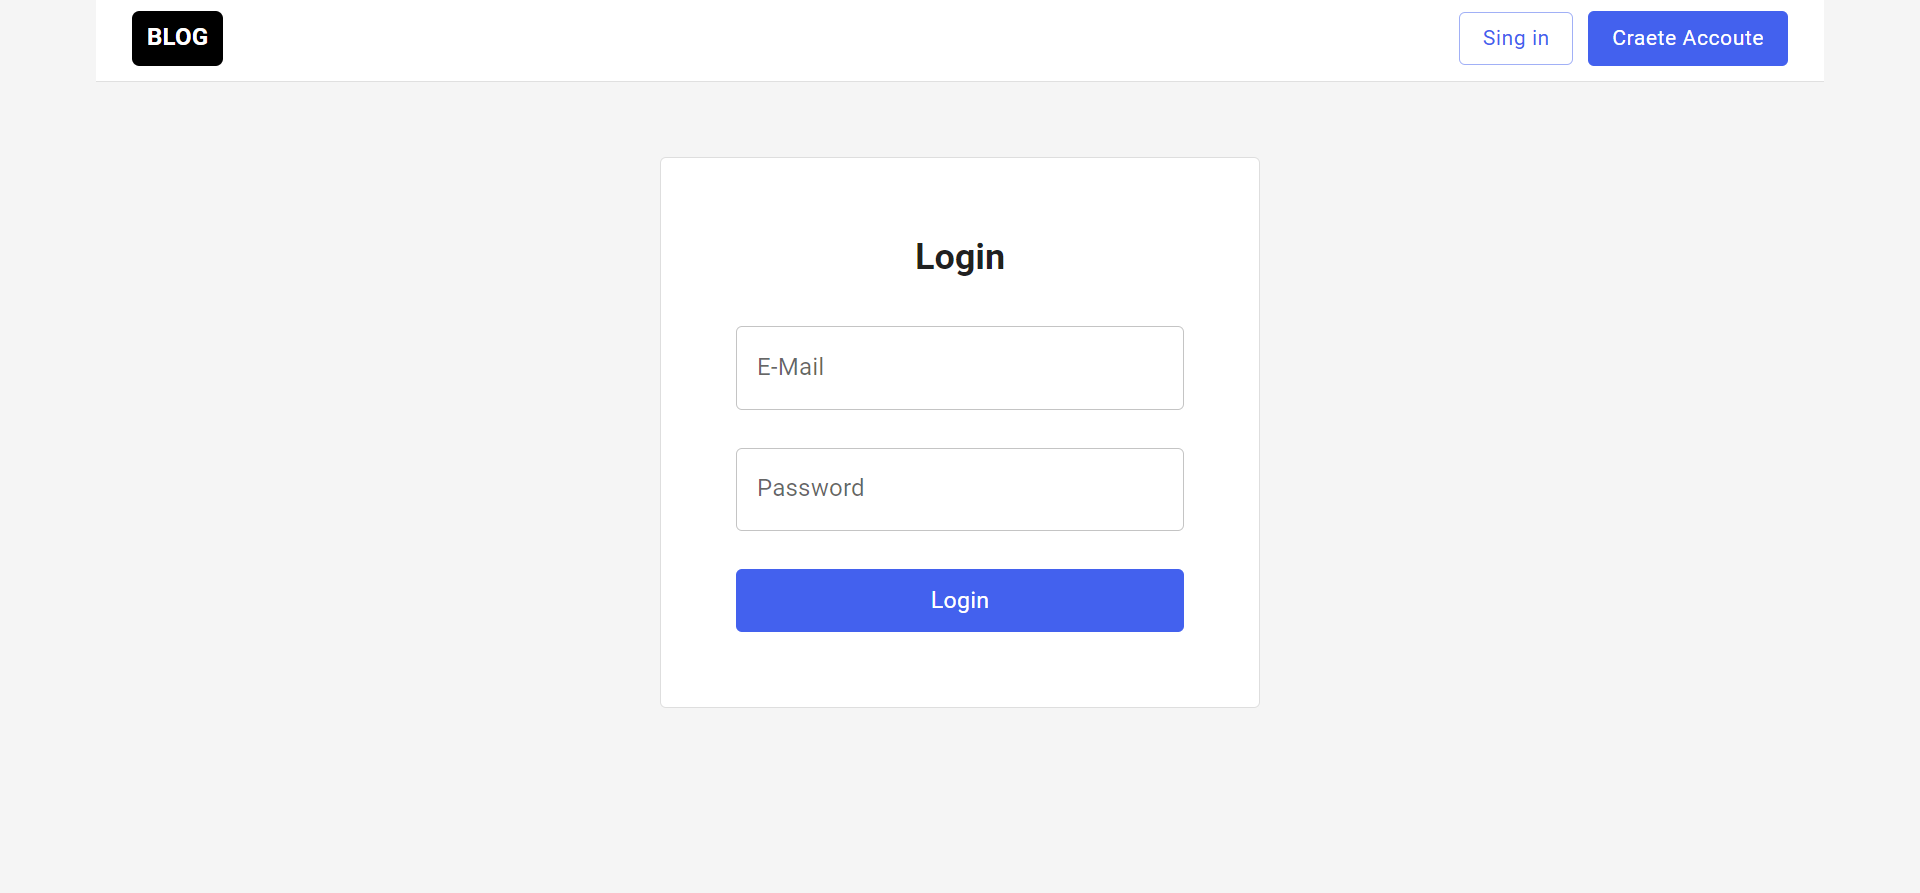 BLOG
Sing in
Craete Accoute
Login
E-Mail
Password
Login